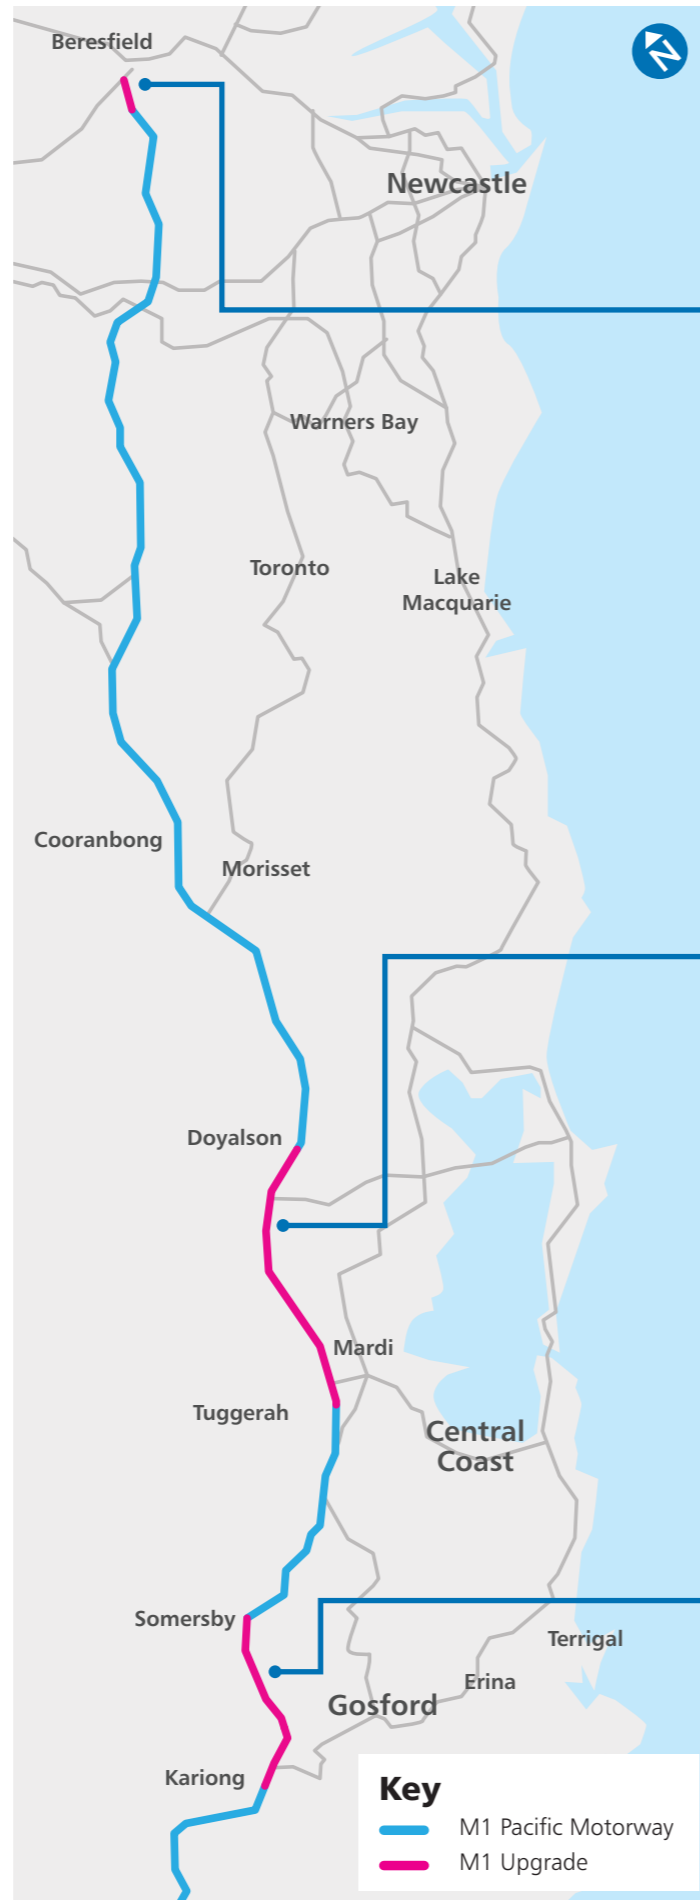 Beresfield
N
Newcastle
Warners Bay
Toronto
Lake
Macquarie
Cooranbong
Morisset
Doyalson
Mardi
Tuggerah
Central
Coast
Somersby
Terrigal
Erina
Gosford
Kariong
Key
M1 Pacific Motorway
M1 Upgrade